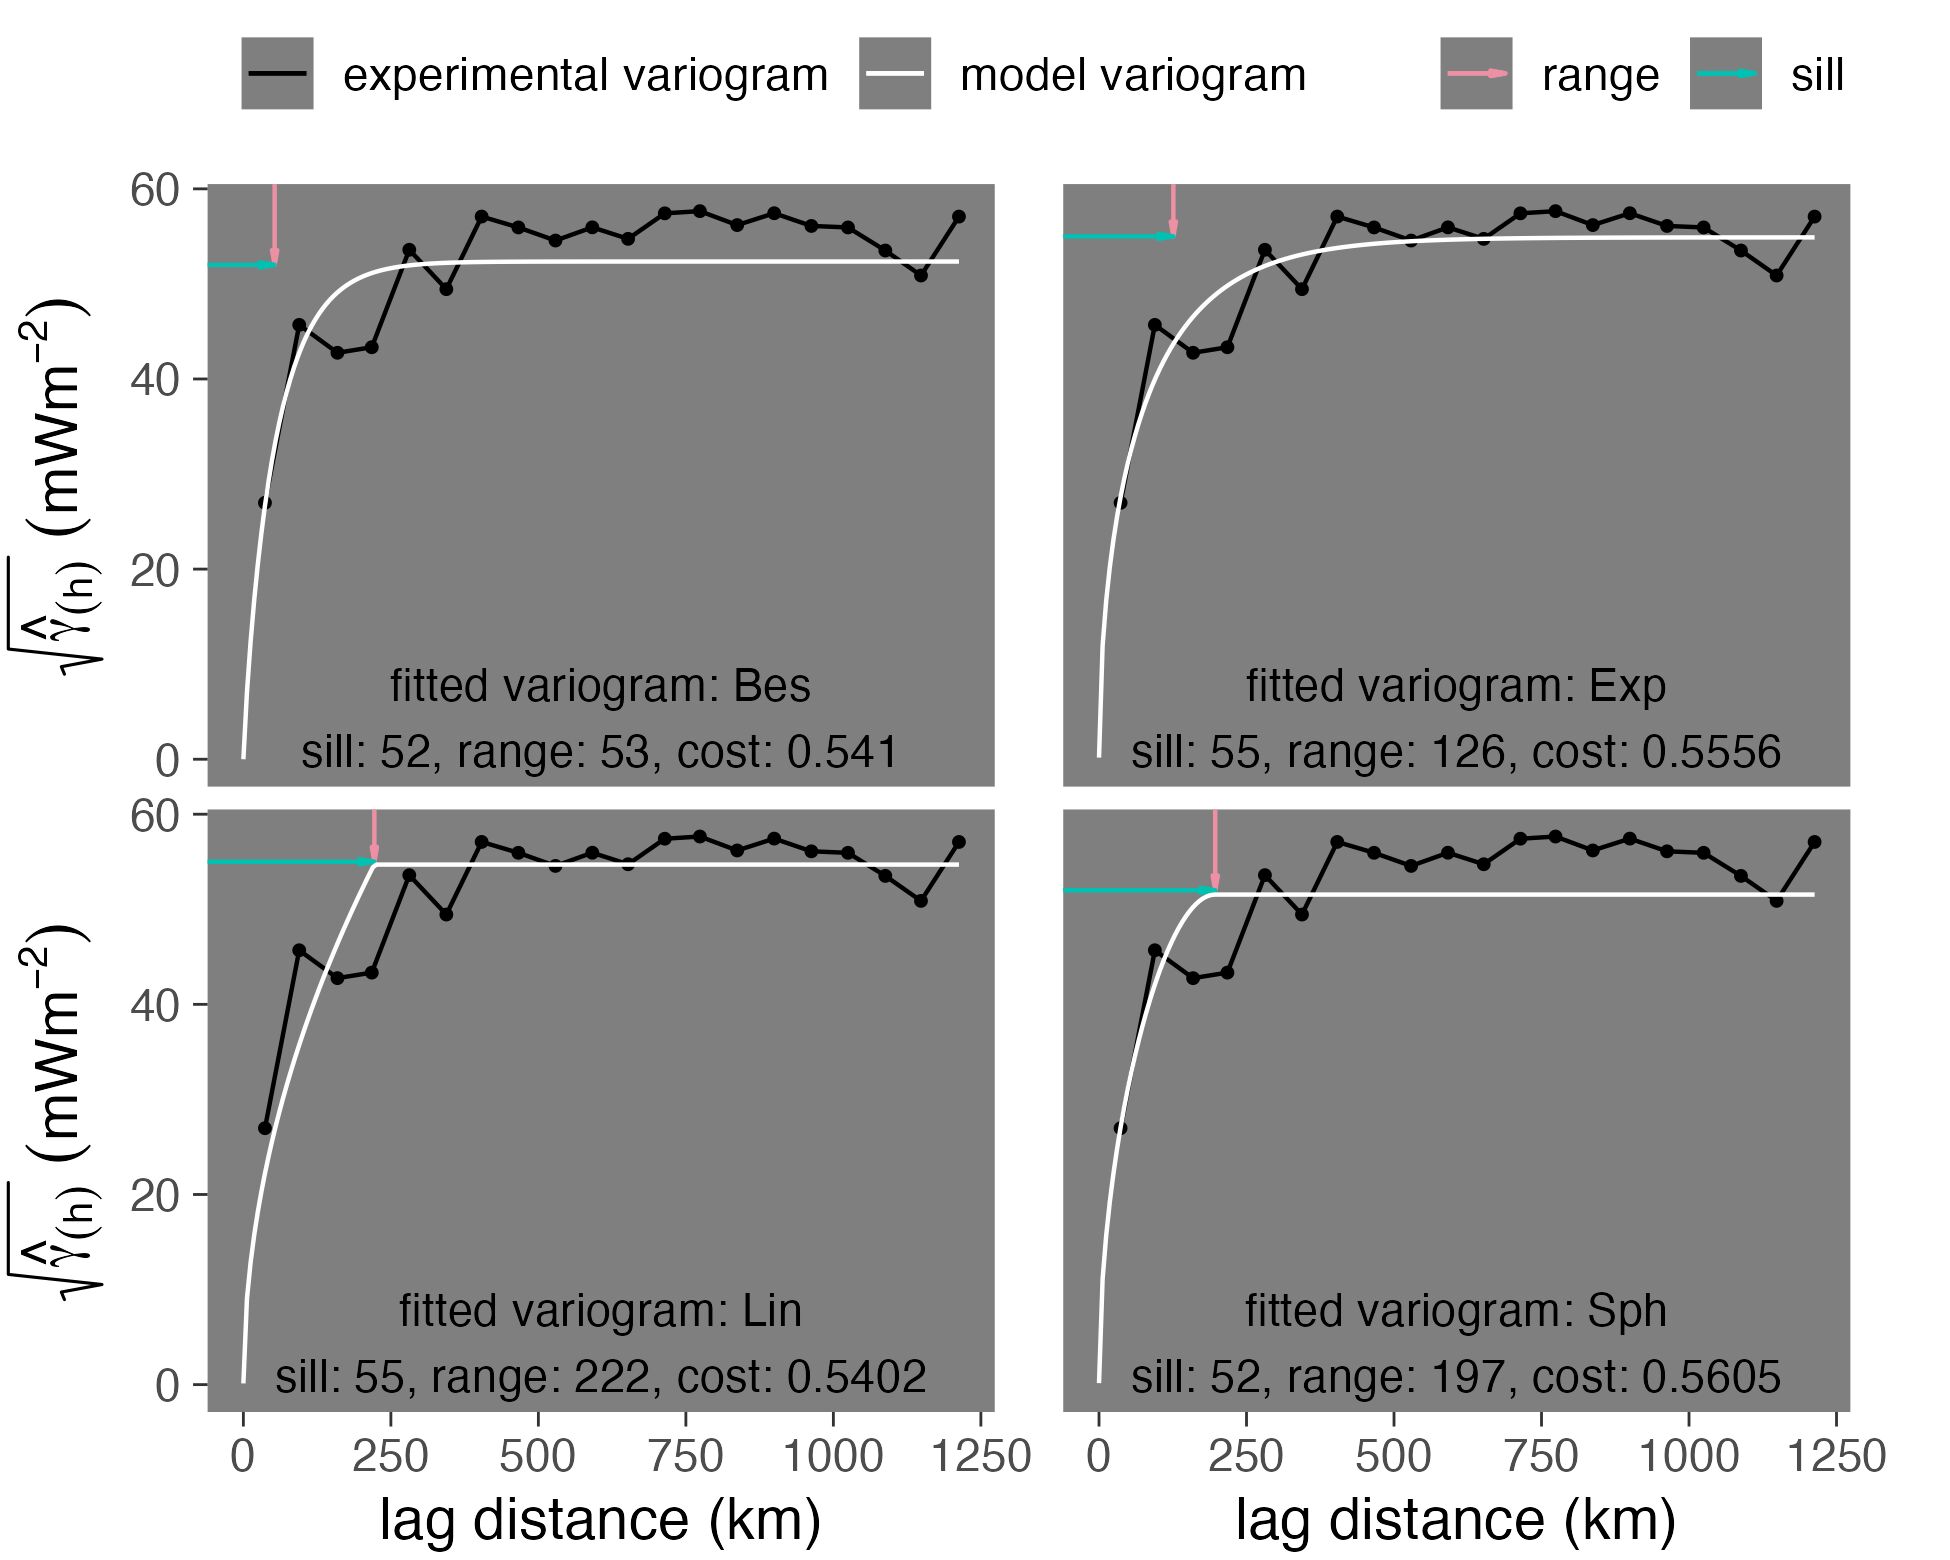 experimental variogram model variogram range sill
60
40
20
0
√γ̂(h) (mWm⁻²)
fitted variogram: Bes
sill: 52, range: 53, cost: 0.541
fitted variogram: Exp
sill: 55, range: 126, cost: 0.5556
60
40
20
0
√γ̂(h) (mWm⁻²)
fitted variogram: Lin
sill: 55, range: 222, cost: 0.5402
fitted variogram: Sph
sill: 52, range: 197, cost: 0.5605
0 250 500 750 1000 1250
0 250 500 750 1000 1250
lag distance (km)
lag distance (km)